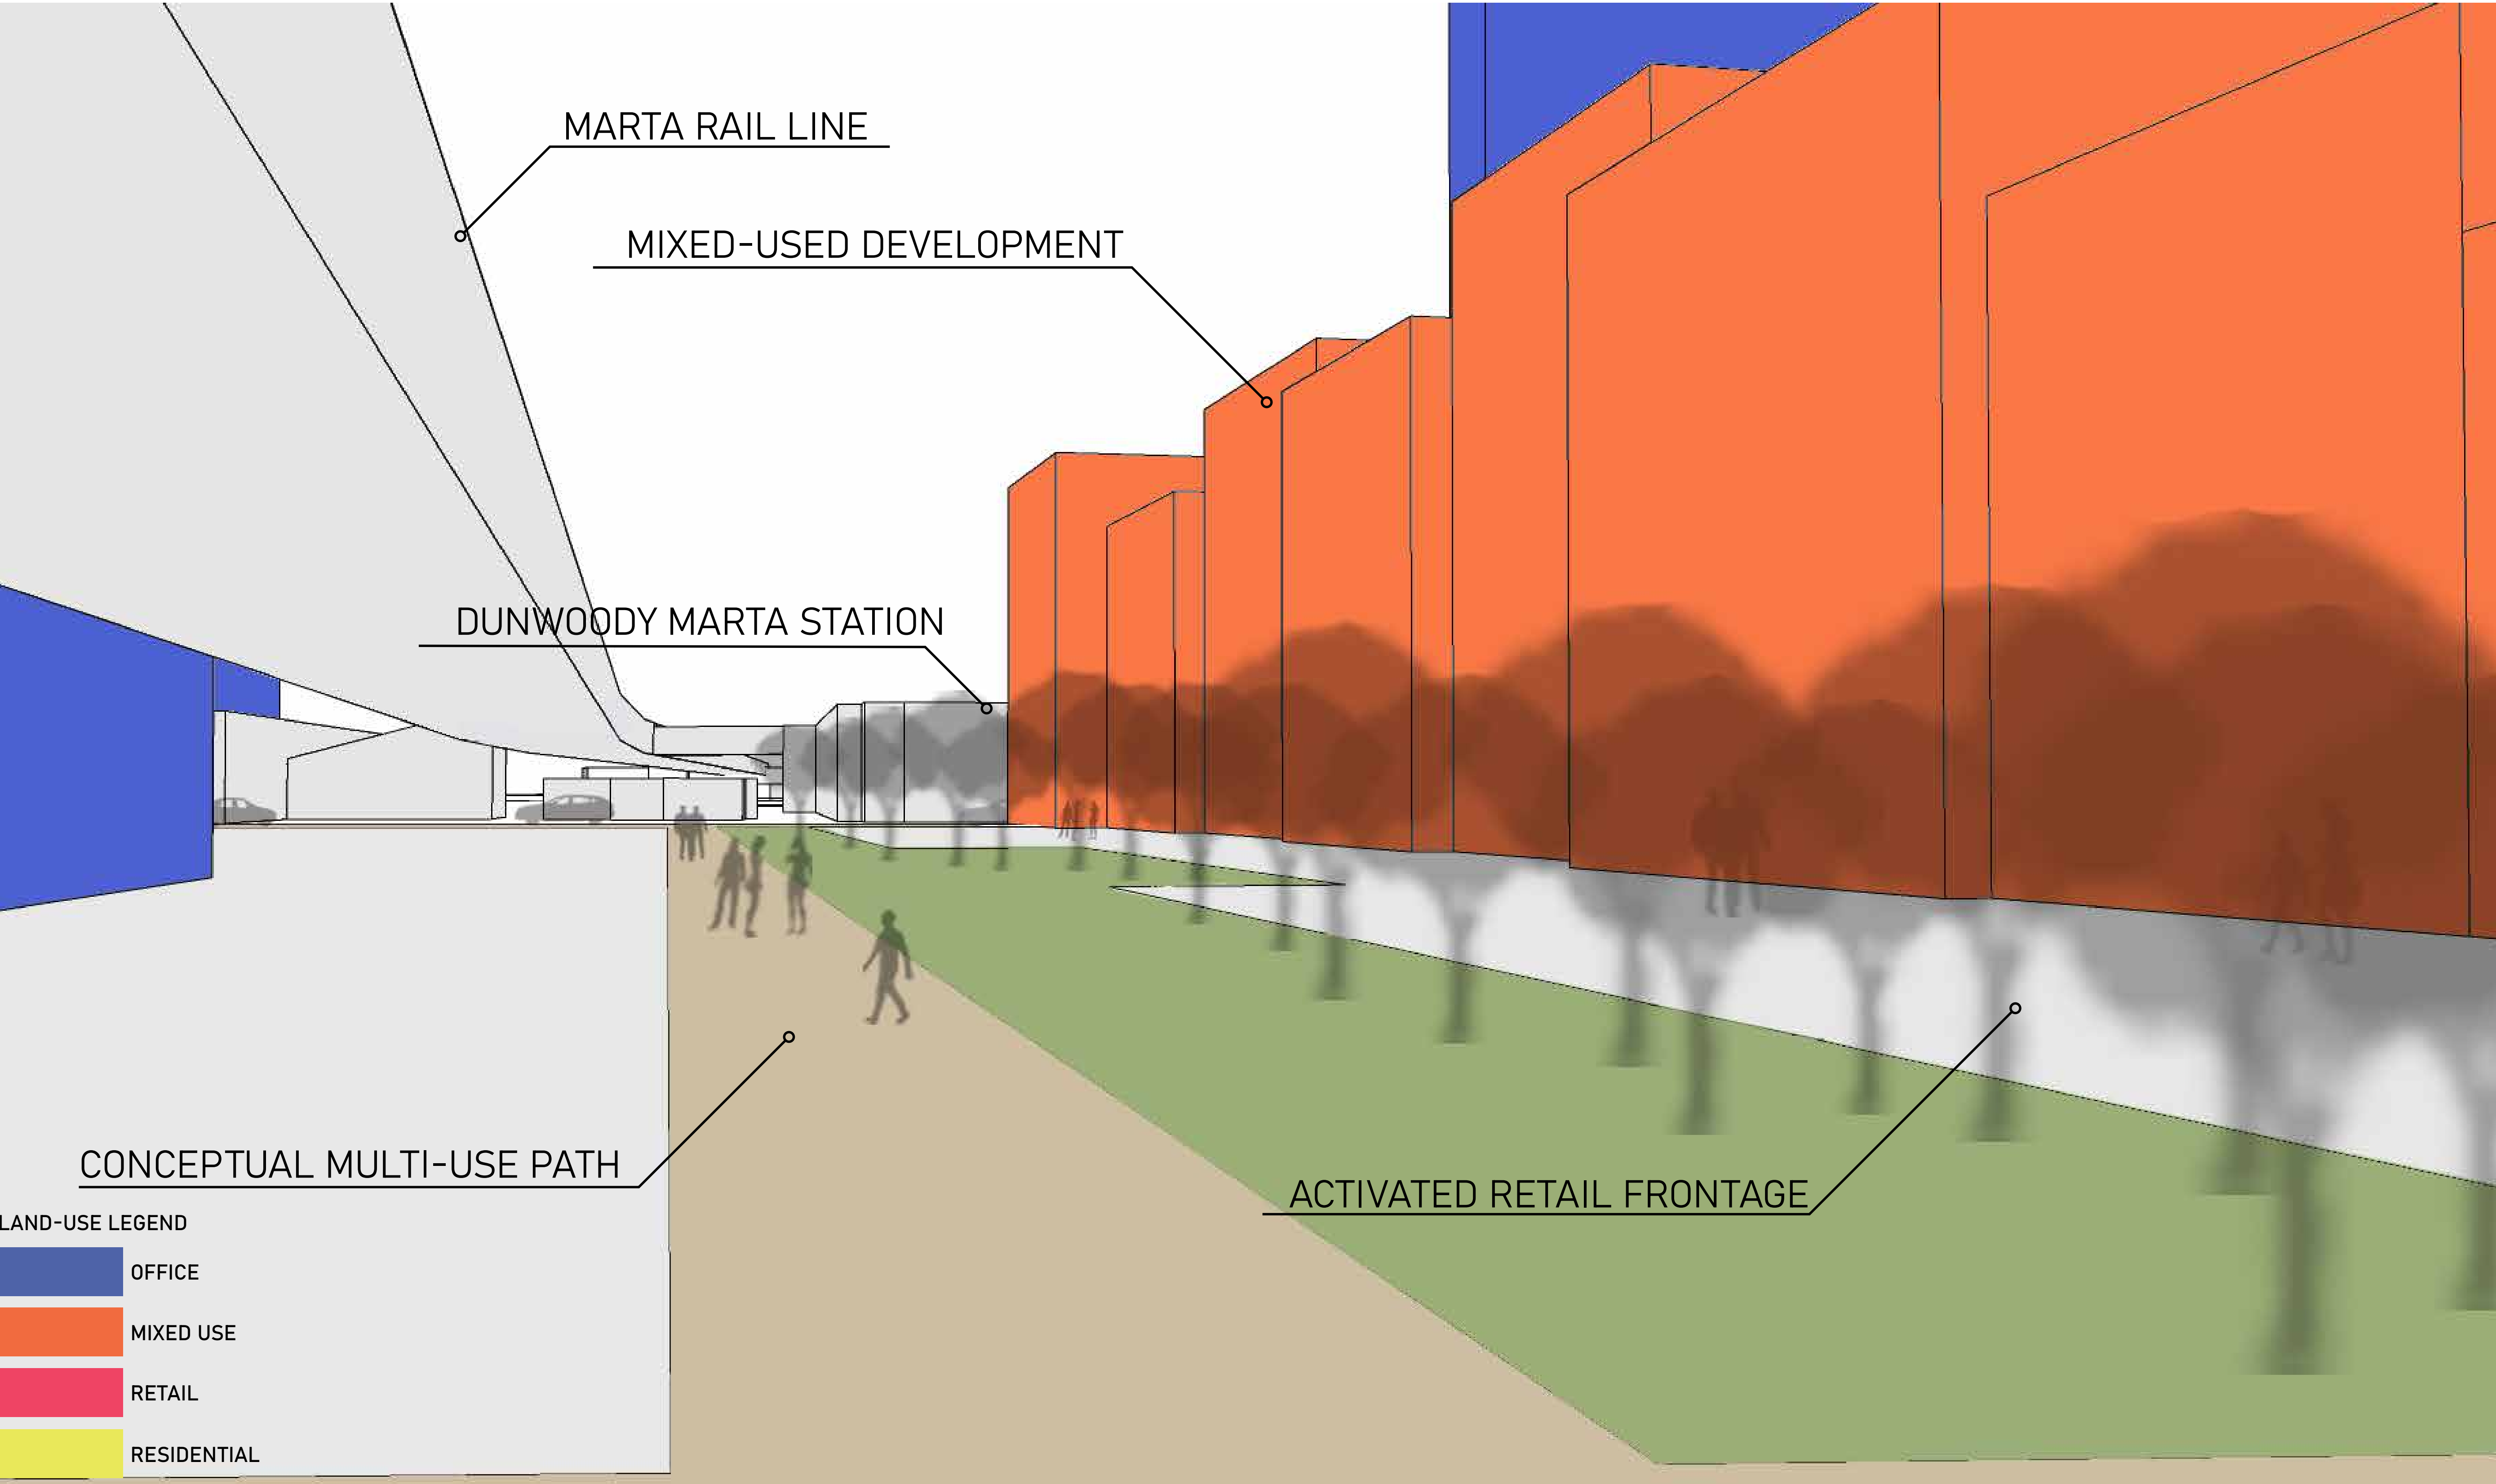 MARTA RAIL LINE
MIXED-USED DEVELOPMENT
DUNWOODY MARTA STATION
CONCEPTUAL MULTI-USE PATH
ACTIVATED RETAIL FRONTAGE
LAND-USE LEGEND
OFFICE
MIXED USE
RETAIL
RESIDENTIAL